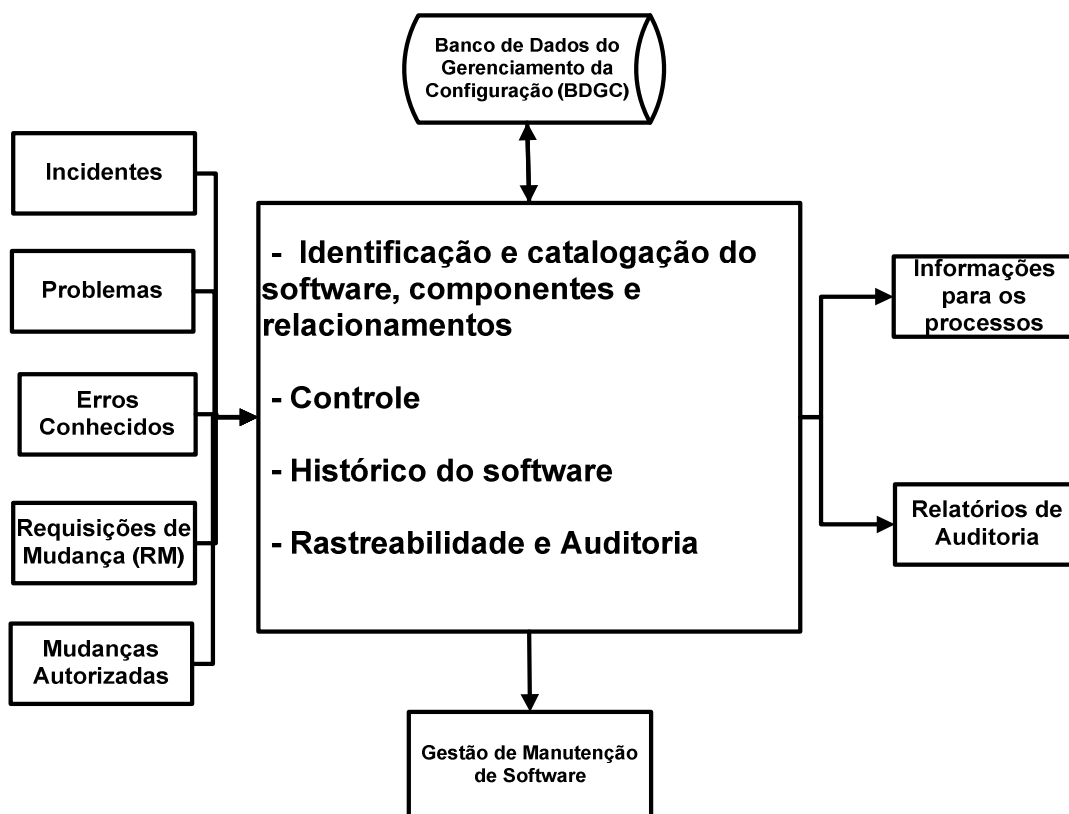 Banco de Dados do
Gerenciamento da
Configuração (BDGC)
Incidentes
Problemas
Erros
Conhecidos
Requisições de
Mudança (RM)
Mudanças
Autorizadas
- Identificação e catalogação do
software, componentes e
relacionamentos
- Controle
- Histórico do software
- Rastreabilidade e Auditoria
Informações
para os
processos
Relatórios de
Auditoria
Gestão de Manutenção
de Software